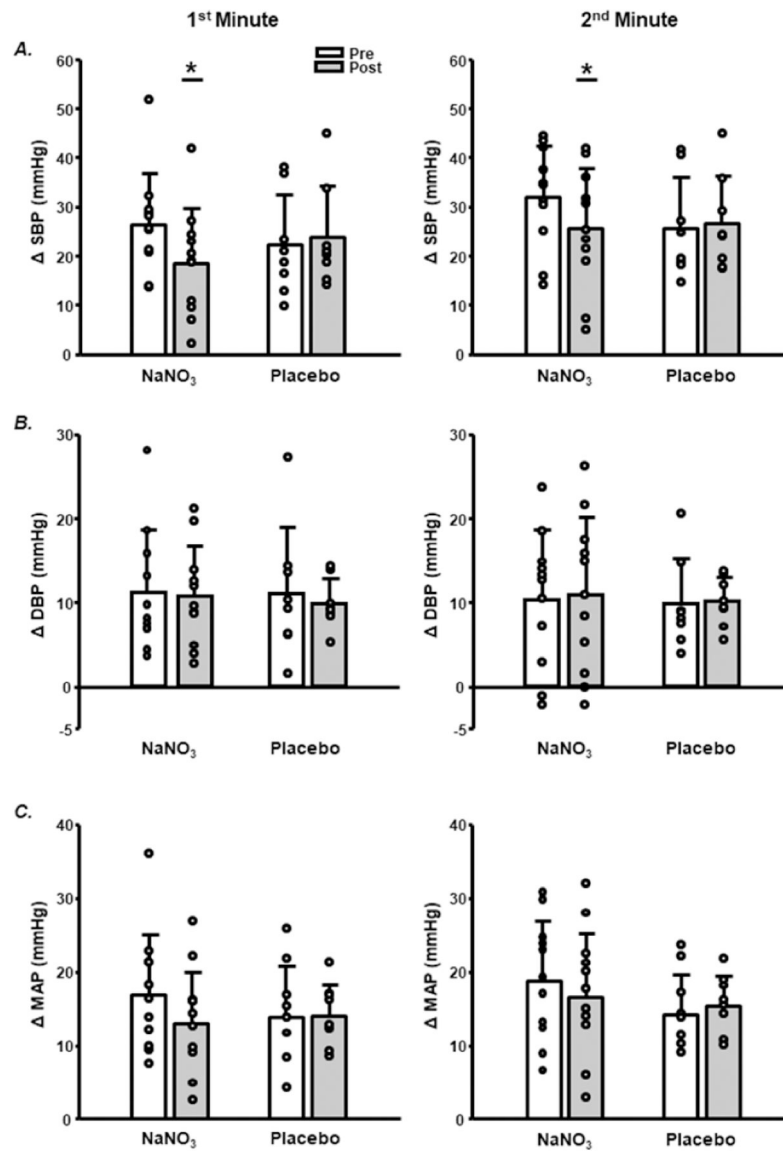 1st Minute
2nd Minute
A.
Pre
Post
*
*
Δ SBP (mmHg)
60
50
40
30
20
10
0
NaNO3
Placebo
Δ SBP (mmHg)
60
50
40
30
20
10
0
NaNO3
Placebo
B.
Δ DBP (mmHg)
30
20
10
0
-5
NaNO3
Placebo
Δ DBP (mmHg)
30
20
10
0
-5
NaNO3
Placebo
C.
Δ MAP (mmHg)
40
30
20
10
0
NaNO3
Placebo
Δ MAP (mmHg)
40
30
20
10
0
NaNO3
Placebo